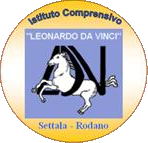 Istituto Comprensivo
"LEONARDO DA VINCI"
Settala - Rodano